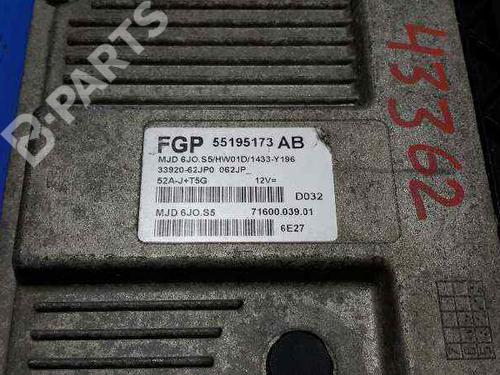 B-PARTS
43362
FGP 55195173 AB
MJD 6JO.S5/HW01D/1433-Y196
33920-62JP0 062JP_
52A-J+T5G 12V=
D032
MJD 6JO.S5 71600.039.01
6E27